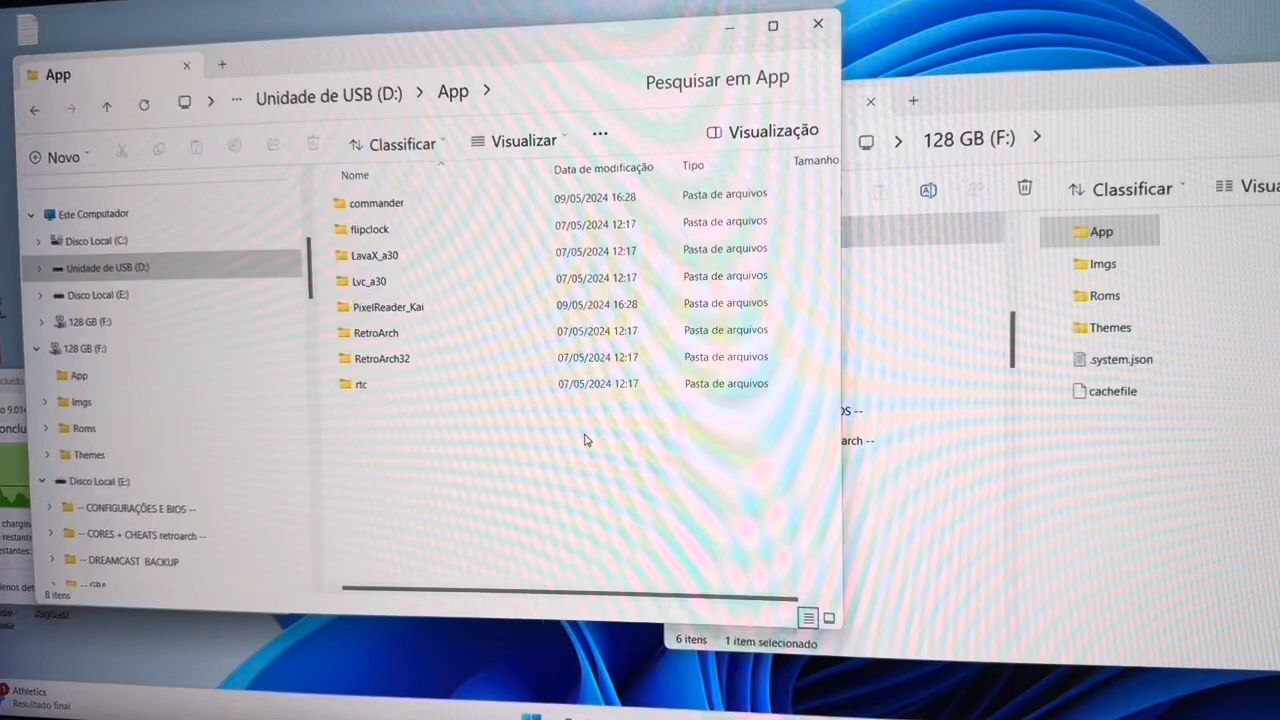 App
Unidade de USB (D:) App
Pesquisar em App
Novo
Classificar
Visualizar
Visualização
Este Computador
Disco Local (C:)
Unidade de USB (D:)
Disco Local (E:)
128 GB (F:)
128 GB (F:)
App
Imgs
Roms
Themes
Disco Local (E:)
-- CONFIGURAÇÕES E BIOS --
-- CORES + CHEATS retroarch --
-- DREAMCAST BACKUP
8 itens
Nome Data de modificação Tipo Tamanho
commander 09/05/2024 16:28 Pasta de arquivos
flipclock 07/05/2024 12:17 Pasta de arquivos
LavaX_a30 07/05/2024 12:17 Pasta de arquivos
Lvc_a30 07/05/2024 12:17 Pasta de arquivos
PixelReader_Kai 09/05/2024 16:28 Pasta de arquivos
RetroArch 07/05/2024 12:17 Pasta de arquivos
RetroArch32 07/05/2024 12:17 Pasta de arquivos
rtc 07/05/2024 12:17 Pasta de arquivos
128 GB (F:)
Classificar
Visua
App
Imgs
Roms
Themes
.system.json
cachefile
OS --
arch --
6 itens 1 item selecionado
Athletics
Resultado final